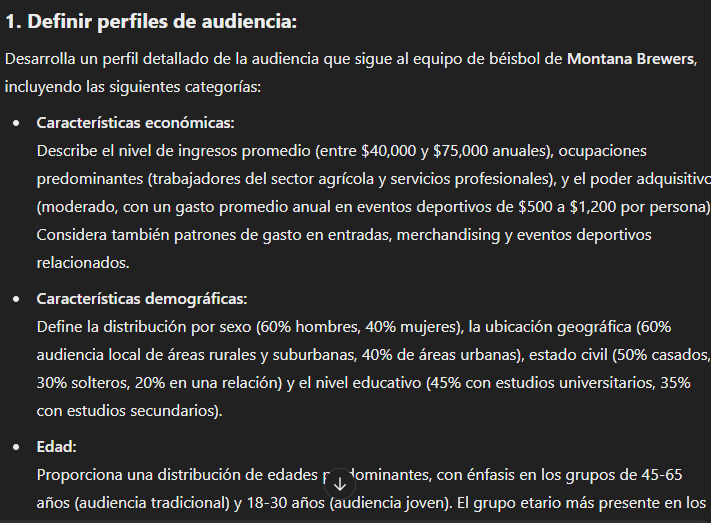 1. Definir perfiles de audiencia:
Desarrolla un perfil detallado de la audiencia que sigue al equipo de béisbol de Montana Brewers,
incluyendo las siguientes categorías:
• Características económicas:
Describe el nivel de ingresos promedio (entre $40,000 y $75,000 anuales), ocupaciones
predominantes (trabajadores del sector agrícola y servicios profesionales), y el poder adquisitivo
(moderado, con un gasto promedio anual en eventos deportivos de $500 a $1,200 por persona)
Considera también patrones de gasto en entradas, merchandising y eventos deportivos
relacionados.
• Características demográficas:
Define la distribución por sexo (60% hombres, 40% mujeres), la ubicación geográfica (60%
audiencia local de áreas rurales y suburbanas, 40% de áreas urbanas), estado civil (50% casados,
30% solteros, 20% en una relación) y el nivel educativo (45% con estudios universitarios, 35%
con estudios secundarios).
• Edad:
Proporciona una distribución de edades predominantes, con énfasis en los grupos de 45-65
años (audiencia tradicional) y 18-30 años (audiencia joven). El grupo etario más presente en los